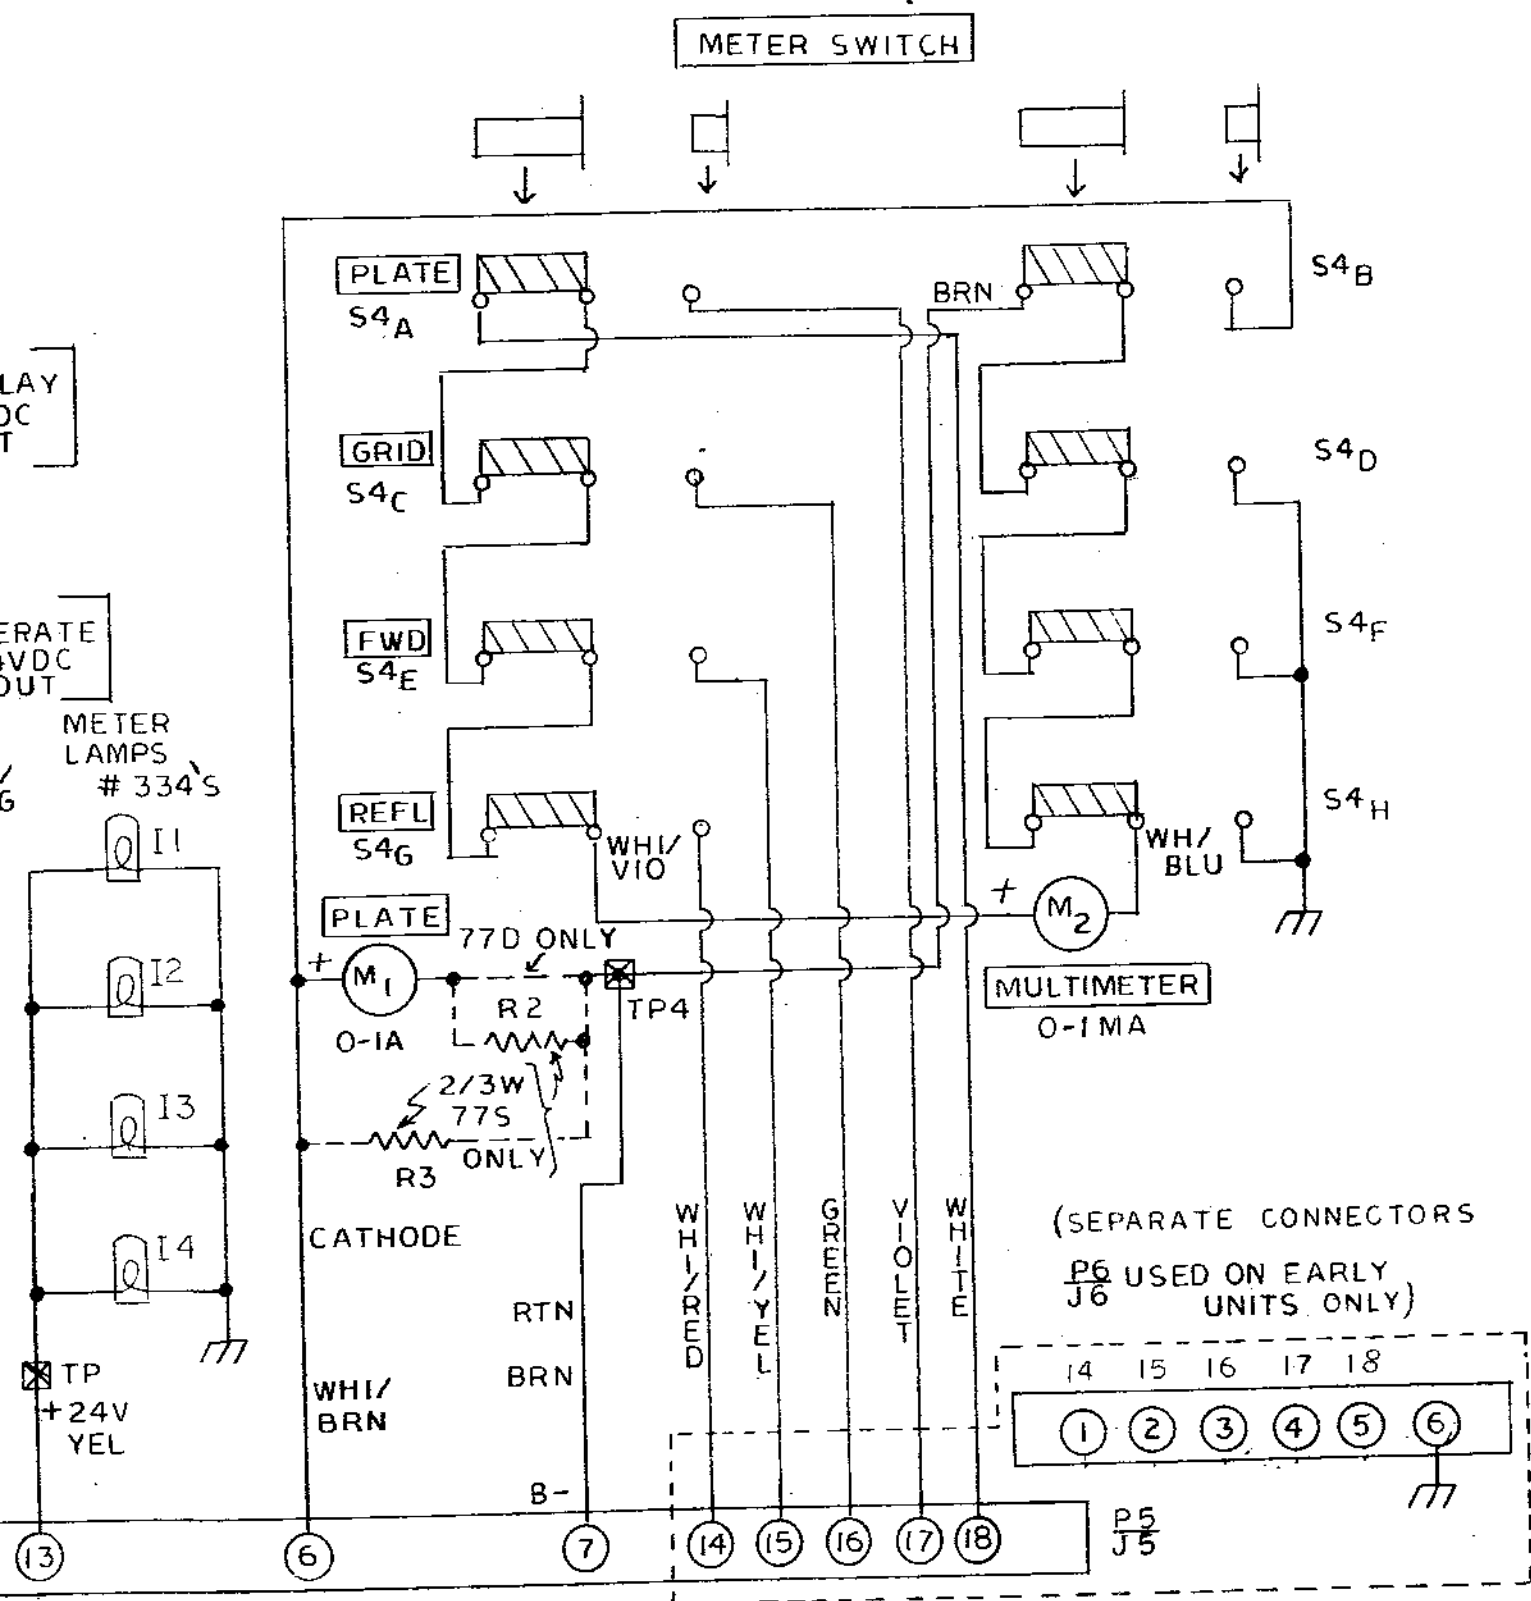 METER SWITCH
PLATE
S4A
BRN
S4B
LAY
DC
T
GRID
S4C
S4D
ERATE
VDC
OUT
FWD
S4E
S4F
METER
LAMPS
# 334'S
G
REFL
S4G
WHI/
VIO
WH/
BLU
S4H
I1
PLATE
77D ONLY
+
M1
+
M2
I2
R2
TP4
MULTIMETER
0-1A
0-1MA
I3
2/3W
77S
ONLY
R3
I4
CATHODE
WHI/RED
WHI/YEL
GREEN
VIOLET
WHITE
(SEPARATE CONNECTORS
P6
J6
USED ON EARLY
UNITS ONLY)
RTN
BRN
TP
+24V
YEL
WHI/
BRN
14 15 16 17 18
1 2 3 4 5 6
B-
13 6 7 14 15 16 17 18
P5
J5